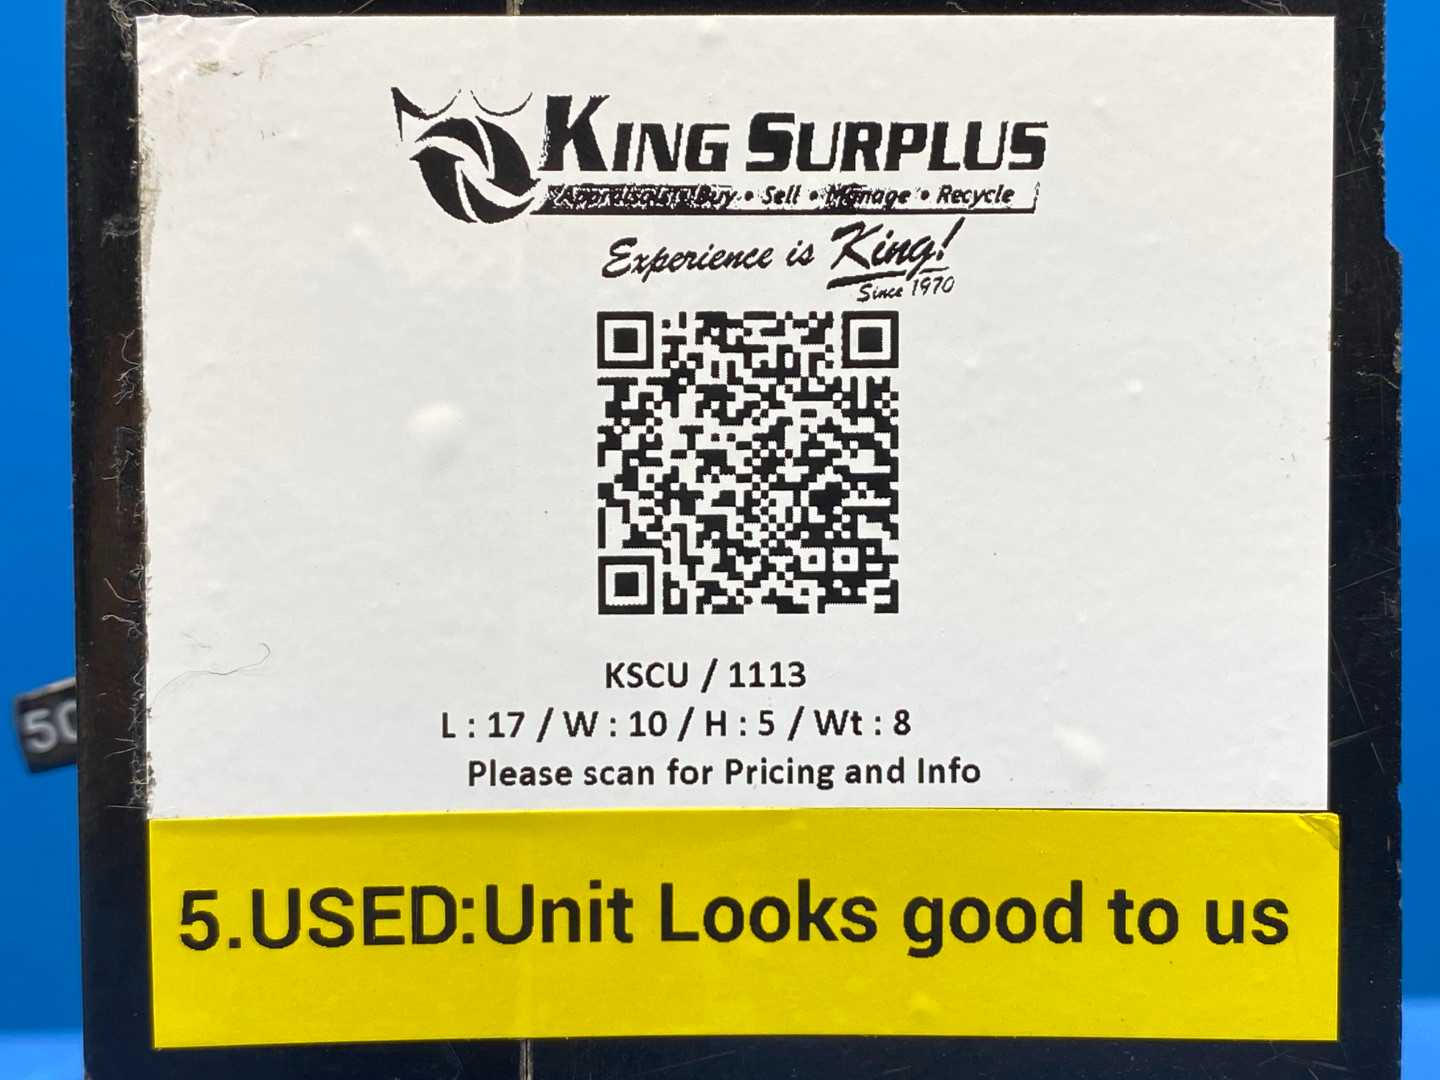 KING SURPLUS
Appraisals • Buy • Sell • Manage • Recycle
Experience is King!
Since 1970
KSCU / 1113
L : 17 / W : 10 / H : 5 / Wt : 8
Please scan for Pricing and Info
50
5.USED:Unit Looks good to us